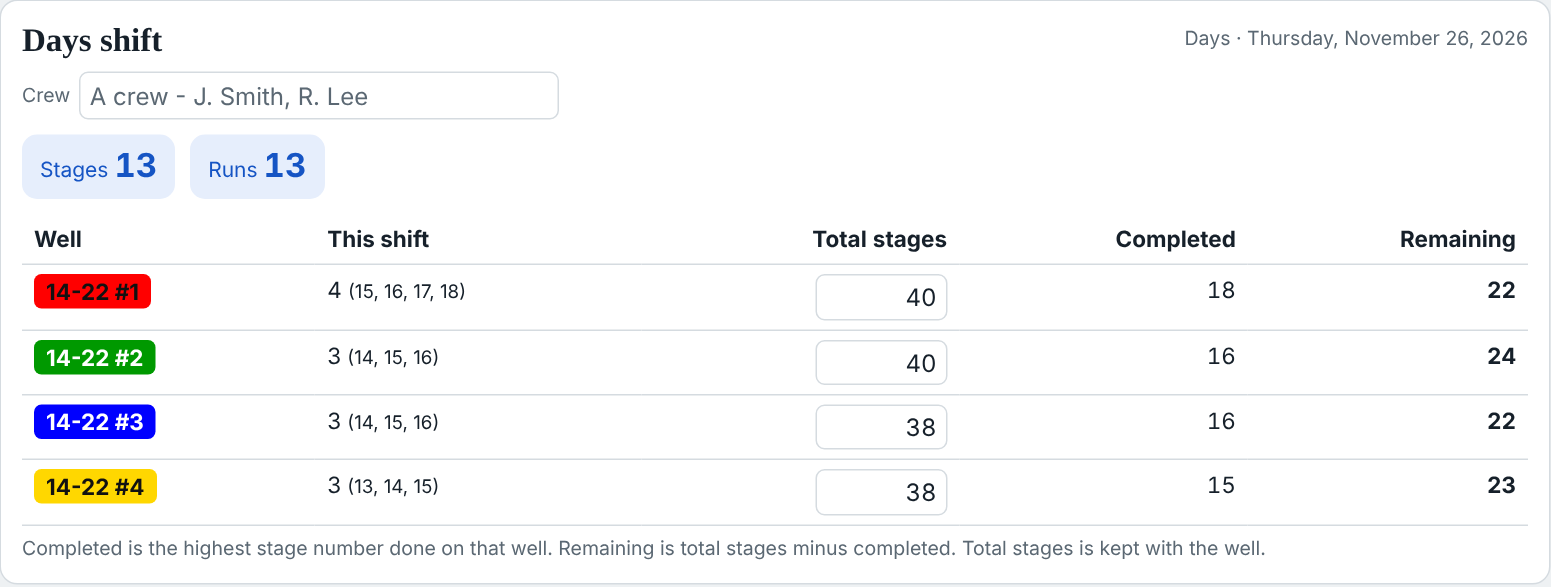 Days shift
Days · Thursday, November 26, 2026
Crew A crew - J. Smith, R. Lee
Stages 13 Runs 13
Well This shift Total stages Completed Remaining
14-22 #1 4 (15, 16, 17, 18) 40 18 22
14-22 #2 3 (14, 15, 16) 40 16 24
14-22 #3 3 (14, 15, 16) 38 16 22
14-22 #4 3 (13, 14, 15) 38 15 23
Completed is the highest stage number done on that well. Remaining is total stages minus completed. Total stages is kept with the well.